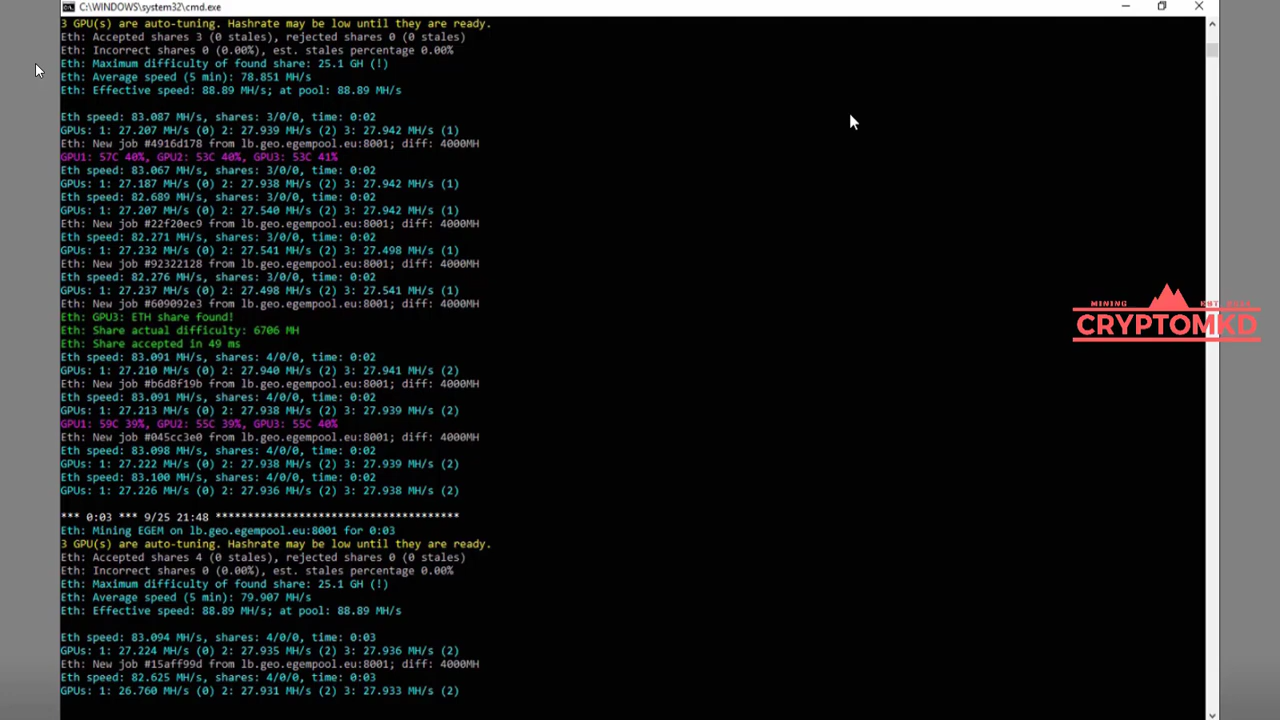 C:\WINDOWS\system32\cmd.exe
3 GPU(s) are auto-tuning. Hashrate may be low until they are ready.
Eth: Accepted shares 3 (0 stales), rejected shares 0 (0 stales)
Eth: Incorrect shares 0 (0.00%), est. stales percentage 0.00%
Eth: Maximum difficulty of found share: 25.1 GH (!)
Eth: Average speed (5 min): 78.851 MH/s
Eth: Effective speed: 88.89 MH/s; at pool: 88.89 MH/s
Eth speed: 83.087 MH/s, shares: 3/0/0, time: 0:02
GPUs: 1: 27.207 MH/s (0) 2: 27.939 MH/s (2) 3: 27.942 MH/s (1)
Eth: New job #4916d178 from lb.geo.egempool.eu:8001; diff: 4000MH
GPU1: 57C 40%, GPU2: 53C 40%, GPU3: 53C 41%
Eth speed: 83.067 MH/s, shares: 3/0/0, time: 0:02
GPUs: 1: 27.187 MH/s (0) 2: 27.938 MH/s (2) 3: 27.942 MH/s (1)
Eth speed: 82.689 MH/s, shares: 3/0/0, time: 0:02
GPUs: 1: 27.207 MH/s (0) 2: 27.540 MH/s (2) 3: 27.942 MH/s (1)
Eth: New job #22f20ec9 from lb.geo.egempool.eu:8001; diff: 4000MH
Eth speed: 82.271 MH/s, shares: 3/0/0, time: 0:02
GPUs: 1: 27.232 MH/s (0) 2: 27.541 MH/s (2) 3: 27.498 MH/s (1)
Eth: New job #92322128 from lb.geo.egempool.eu:8001; diff: 4000MH
Eth speed: 82.276 MH/s, shares: 3/0/0, time: 0:02
GPUs: 1: 27.237 MH/s (0) 2: 27.498 MH/s (2) 3: 27.541 MH/s (1)
Eth: New job #609092e3 from lb.geo.egempool.eu:8001; diff: 4000MH
Eth: GPU3: ETH share found!
Eth: Share actual difficulty: 6706 MH
Eth: Share accepted in 49 ms
Eth speed: 83.091 MH/s, shares: 4/0/0, time: 0:02
GPUs: 1: 27.210 MH/s (0) 2: 27.940 MH/s (2) 3: 27.941 MH/s (2)
Eth: New job #b6d8f19b from lb.geo.egempool.eu:8001; diff: 4000MH
Eth speed: 83.091 MH/s, shares: 4/0/0, time: 0:02
GPUs: 1: 27.213 MH/s (0) 2: 27.938 MH/s (2) 3: 27.939 MH/s (2)
GPU1: 59C 39%, GPU2: 55C 39%, GPU3: 55C 40%
Eth: New job #045cc3e0 from lb.geo.egempool.eu:8001; diff: 4000MH
Eth speed: 83.098 MH/s, shares: 4/0/0, time: 0:02
GPUs: 1: 27.222 MH/s (0) 2: 27.938 MH/s (2) 3: 27.939 MH/s (2)
Eth speed: 83.100 MH/s, shares: 4/0/0, time: 0:02
GPUs: 1: 27.226 MH/s (0) 2: 27.936 MH/s (2) 3: 27.938 MH/s (2)
*** 0:03 *** 9/25 21:48 **************************************
Eth: Mining EGEM on lb.geo.egempool.eu:8001 for 0:03
3 GPU(s) are auto-tuning. Hashrate may be low until they are ready.
Eth: Accepted shares 4 (0 stales), rejected shares 0 (0 stales)
Eth: Incorrect shares 0 (0.00%), est. stales percentage 0.00%
Eth: Maximum difficulty of found share: 25.1 GH (!)
Eth: Average speed (5 min): 79.907 MH/s
Eth: Effective speed: 88.89 MH/s; at pool: 88.89 MH/s
Eth speed: 83.094 MH/s, shares: 4/0/0, time: 0:03
GPUs: 1: 27.224 MH/s (0) 2: 27.935 MH/s (2) 3: 27.936 MH/s (2)
Eth: New job #15aff99d from lb.geo.egempool.eu:8001; diff: 4000MH
Eth speed: 82.625 MH/s, shares: 4/0/0, time: 0:03
GPUs: 1: 26.760 MH/s (0) 2: 27.931 MH/s (2) 3: 27.933 MH/s (2)
MINING EST
CRYPTOMKD